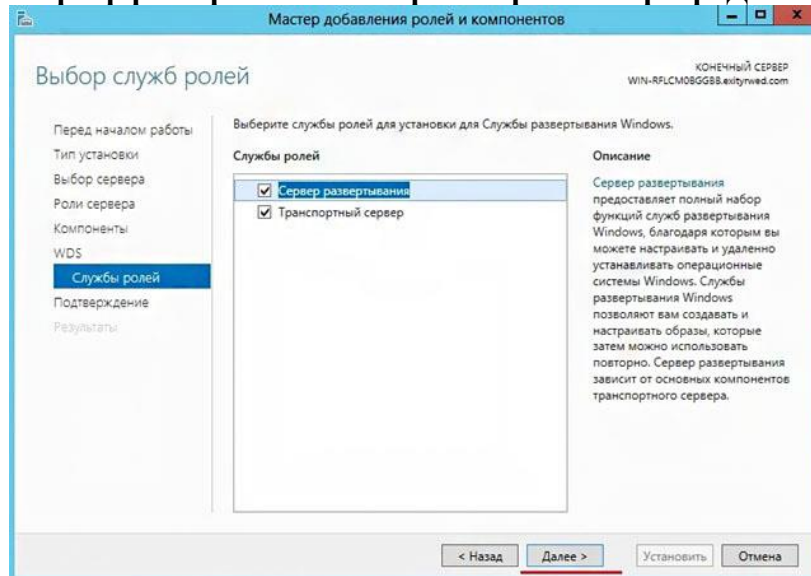 Мастер добавления ролей и компонентов
Выбор служб ролей
КОНЕЧНЫЙ СЕРВЕР
WIN-RFLCM0BGGB8.exityrwed.com
Перед началом работы
Тип установки
Выбор сервера
Роли сервера
Компоненты
WDS
Службы ролей
Подтверждение
Результаты
Выберите службы ролей для установки для Службы развертывания Windows.
Службы ролей
Сервер развертывания
Транспортный сервер
Описание
Сервер развертывания
предоставляет полный набор
функций служб развертывания
Windows, благодаря которым вы
можете настраивать и удаленно
устанавливать операционные
системы Windows. Службы
развертывания Windows
позволяют вам создавать и
настраивать образы, которые
затем можно использовать
повторно. Сервер развертывания
зависит от основных компонентов
транспортного сервера.
< Назад
Далее >
Установить
Отмена